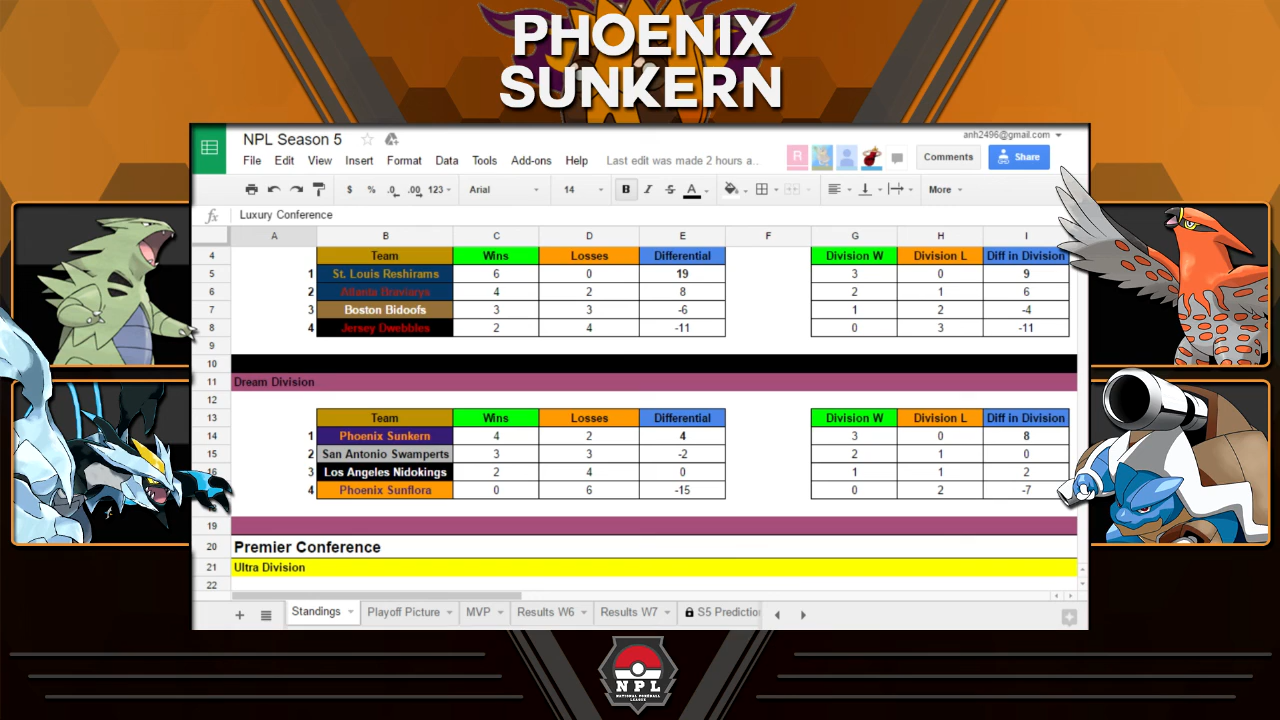 PHOENIX
SUNKERN
NPL Season 5
anh2496@gmail.com
File Edit View Insert Format Data Tools Add-ons Help Last edit was made 2 hours a..
R Comments Share
$ % .0 .00 123 Arial 14 B I S A More
fx Luxury Conference
A B C D E F G H I
4 Team Wins Losses Differential Division W Division L Diff in Division
5 1 St. Louis Reshirams 6 0 19 3 0 9
6 2 Atlanta Braviarys 4 2 8 2 1 6
7 3 Boston Bidoofs 3 3 -6 1 2 -4
8 4 Jersey Dwebbles 2 4 -11 0 3 -11
9
10
11 Dream Division
12
13 Team Wins Losses Differential Division W Division L Diff in Division
14 1 Phoenix Sunkern 4 2 4 3 0 8
15 2 San Antonio Swamperts 3 3 -2 2 1 0
16 3 Los Angeles Nidokings 2 4 0 1 1 2
4 Phoenix Sunflora 0 6 -15 0 2 -7
19
20 Premier Conference
21 Ultra Division
22
+ Standings Playoff Picture MVP Results W6 Results W7 S5 Predictio
NPL
NATIONAL POKEBALL
LEAGUE